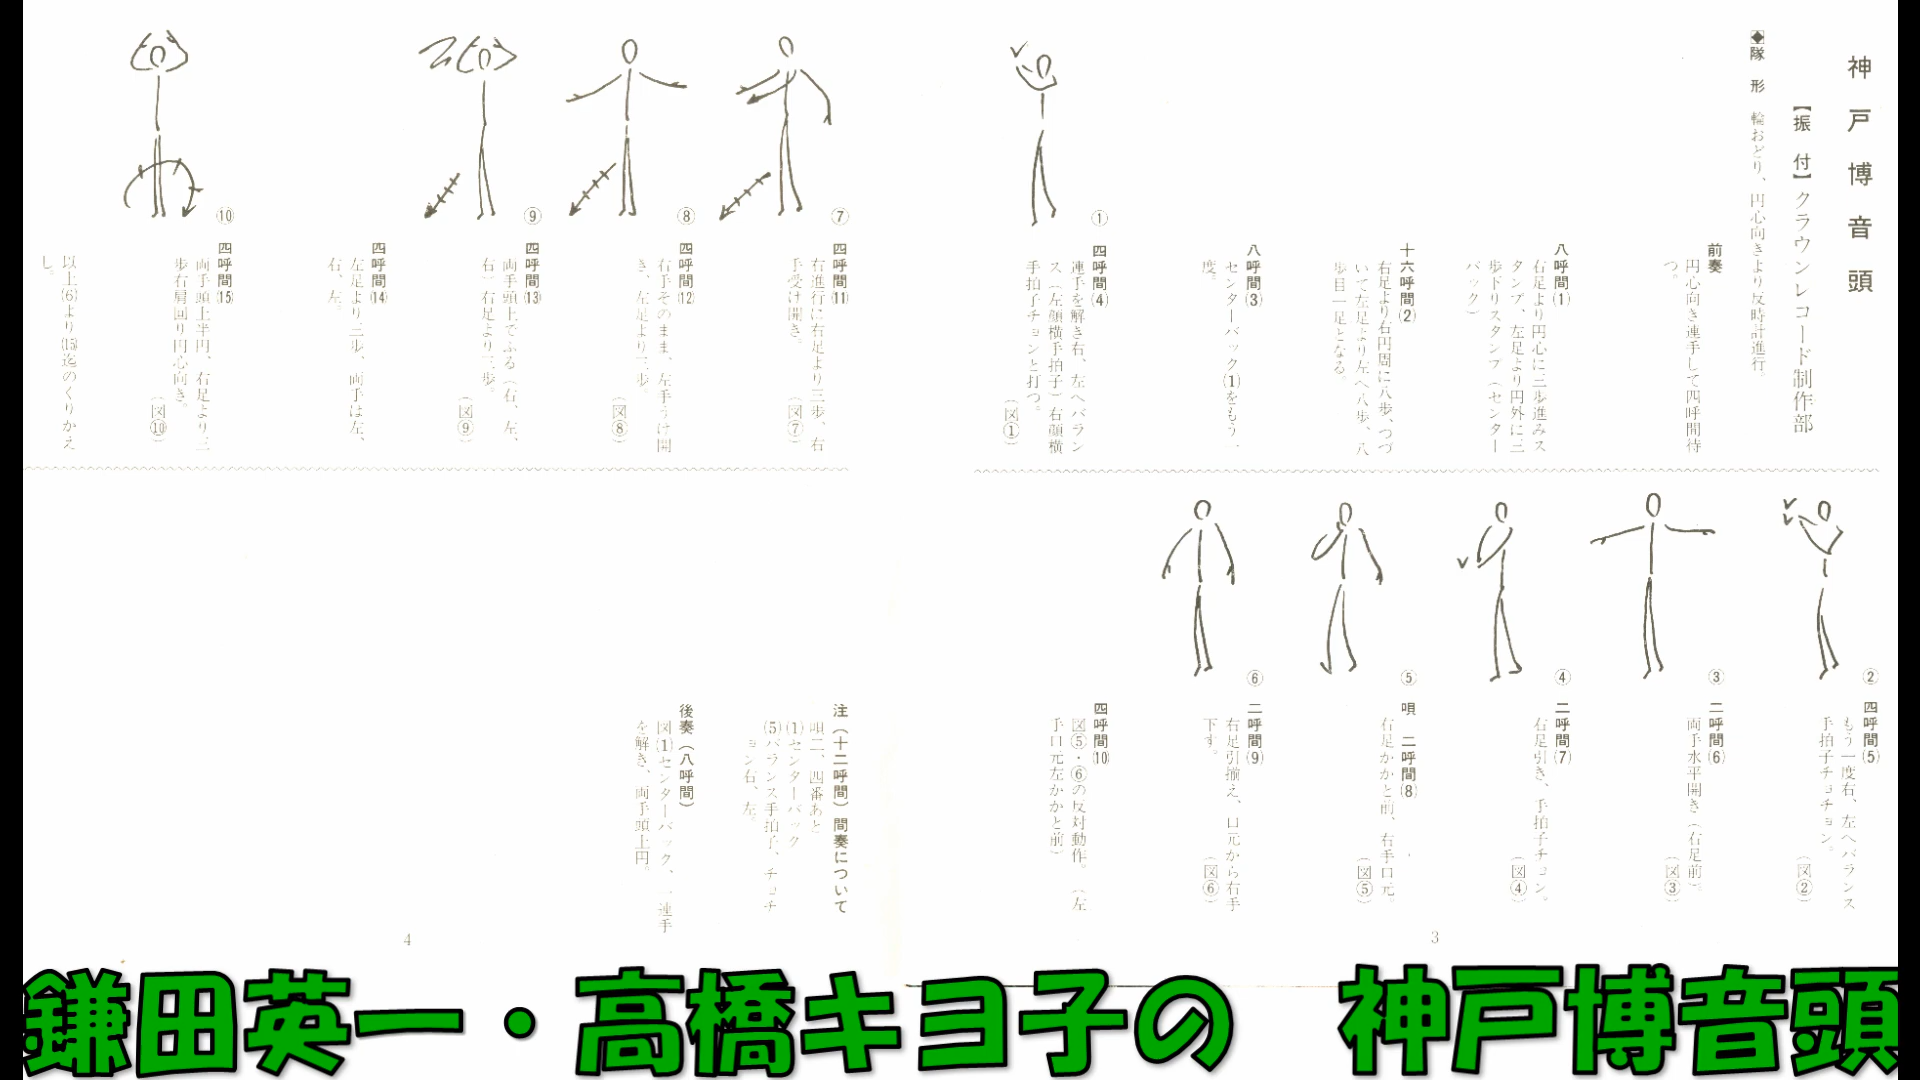 神戸博音頭
【振 付】クラウンレコード制作部
◆隊 形 輪おどり、円心向きより反時計進行。
前奏
円心向き連手して四呼間待
つ。
八呼間(1)
右足より円心に三歩進みス
タンプ、左足より円外に三
歩ドリスタンプ(センター
バック)
十六呼間(2)
右足より右円周に八歩、つづ
いて左足より左へ八歩、八
歩目一足となる。
八呼間(3)
センターバック(1)をもう一
度。
① 四呼間(4)
連手を解き右、左へバラン
ス(左顔横手拍子)右顔横
手拍子チョンと打つ。
(図①)
② 四呼間(5)
もう一度右、左へバランス
手拍子チョチョン。
(図②)
③ 二呼間(6)
両手水平開き(右足前)。
(図③)
④ 二呼間(7)
右足引き、手拍子チョン。
(図④)
⑤ 唄 二呼間(8)
右足かかと前、右手口元。
(図⑤)
⑥ 二呼間(9)
右足引揃え、口元から右手
下す。
(図⑥)
四呼間(10)
図⑤・⑥の反対動作。(左
手口元左かかと前)
3
⑦ 四呼間(11)
右進行に右足より三歩、右
手受け開き。
(図⑦)
⑧ 四呼間(12)
右手そのまま、左手うけ開
き、左足より三歩。
(図⑧)
⑨ 四呼間(13)
両手頭上でふる(右、左、
右)右足より三歩。
(図⑨)
四呼間(14)
左足より三歩、両手は左、
右、左。
⑩ 四呼間(15)
両手頭上半円、右足より三
歩右肩回り円心向き。
(図⑩)
以上(6)より(15)迄のくりかえ
し。
注(十二呼間)間奏について
唄二、四番あと
(1)センターバック
(5)バランス手拍子、チョチ
ョン右、左。
後奏(八呼間)
図(1)センターバック、連手
を解き、両手頭上円。
4
鎌田英一・高橋キヨ子の 神戸博音頭